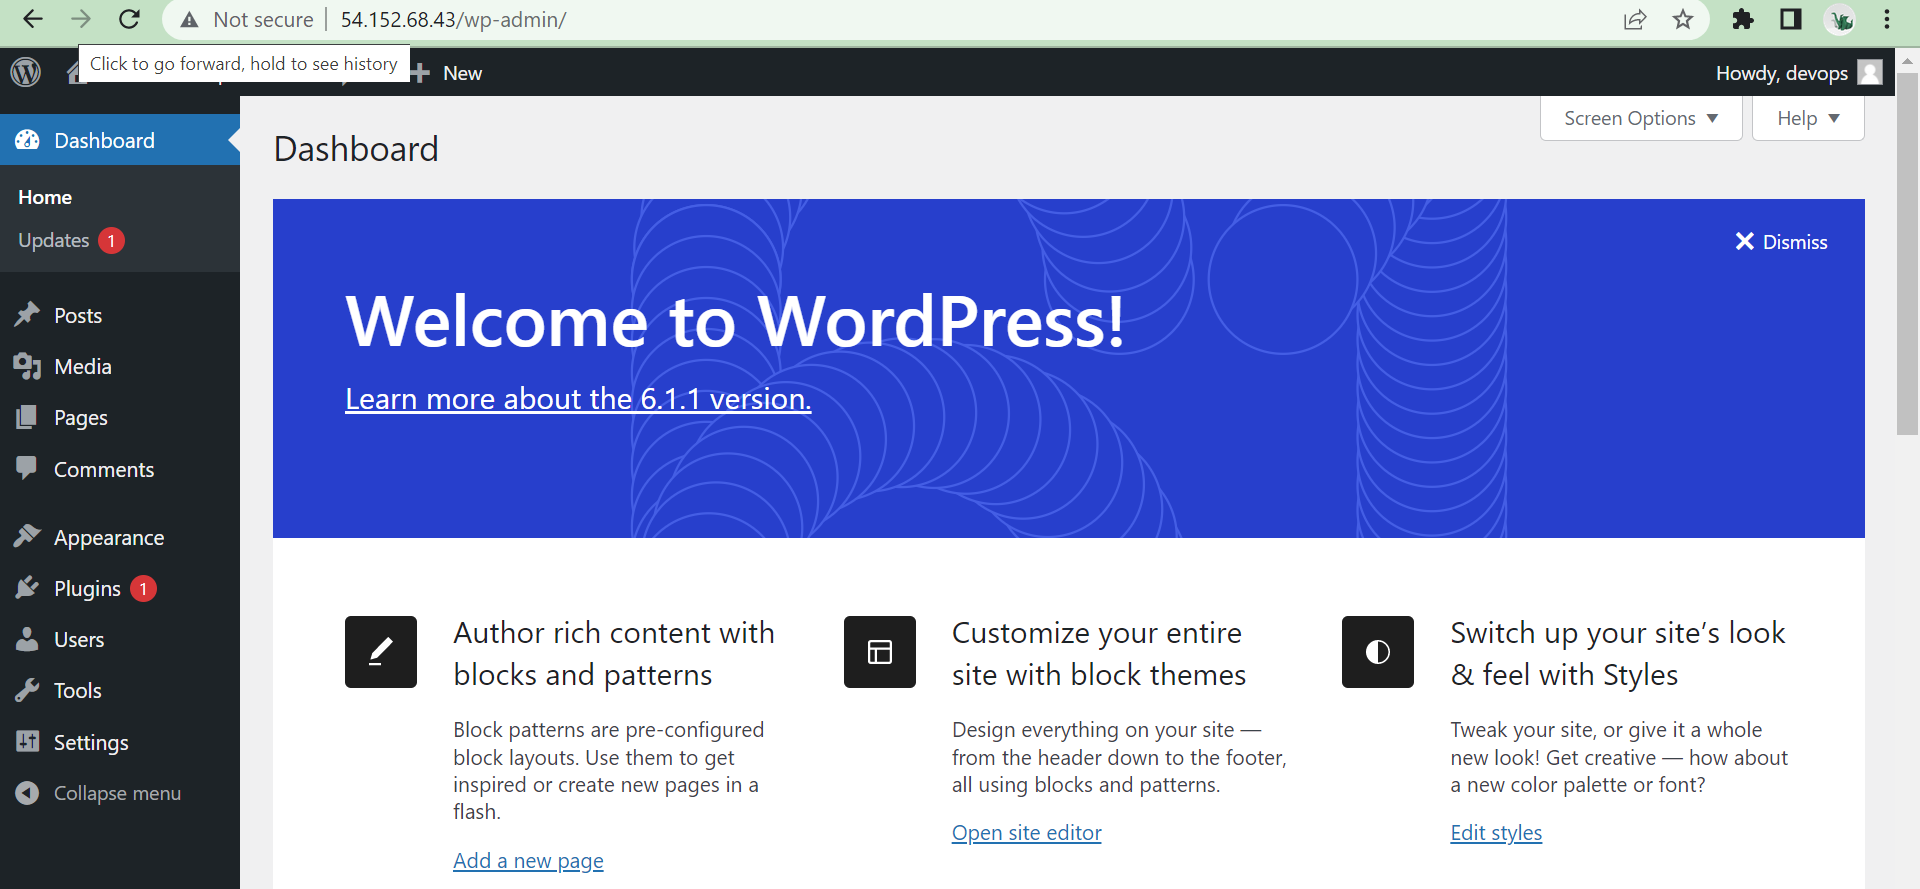 Not secure 54.152.68.43/wp-admin/
Click to go forward, hold to see history
New
Howdy, devops
Dashboard
Home
Updates 1
Posts
Media
Pages
Comments
Appearance
Plugins 1
Users
Tools
Settings
Collapse menu
Screen Options
Help
Dashboard
Dismiss
Welcome to WordPress!
Learn more about the 6.1.1 version.
Author rich content with
blocks and patterns
Block patterns are pre-configured
block layouts. Use them to get
inspired or create new pages in a
flash.
Add a new page
Customize your entire
site with block themes
Design everything on your site —
from the header down to the footer,
all using blocks and patterns.
Open site editor
Switch up your site’s look
& feel with Styles
Tweak your site, or give it a whole
new look! Get creative — how about
a new color palette or font?
Edit styles